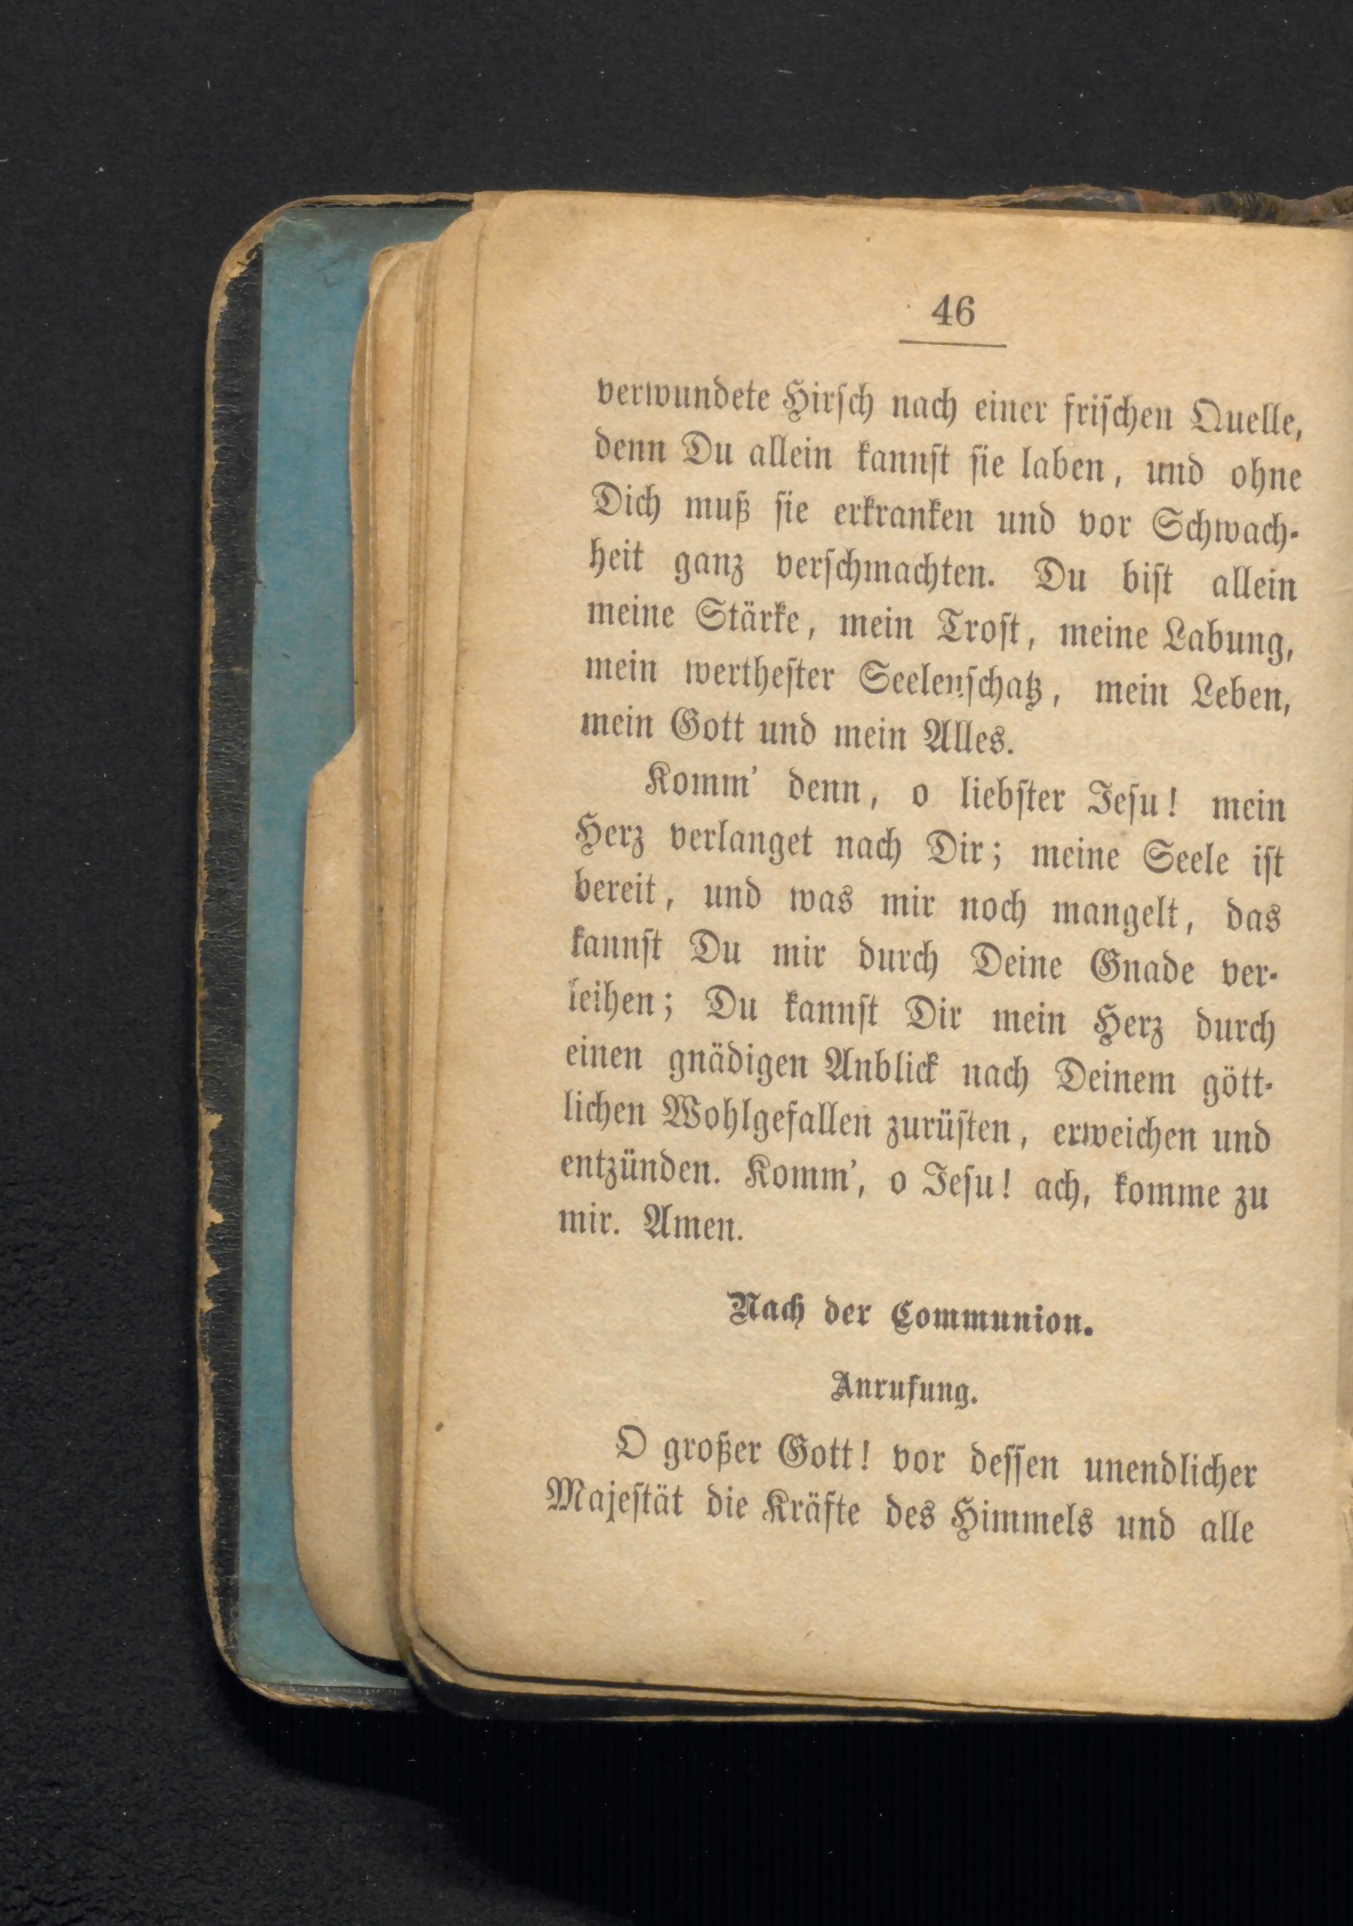 46
verwundete Hirsch nach einer frischen Quelle,
denn Du allein kannst sie laben, und ohne
Dich muß sie erkranken und vor Schwach-
heit ganz verschmachten. Du bist allein
meine Stärke, mein Trost, meine Labung,
mein werthester Seelenschatz, mein Leben,
mein Gott und mein Alles.
Komm' denn, o liebster Jesu! mein
Herz verlanget nach Dir; meine Seele ist
bereit, und was mir noch mangelt, das
kannst Du mir durch Deine Gnade ver-
leihen; Du kannst Dir mein Herz durch
einen gnädigen Anblick nach Deinem gött-
lichen Wohlgefallen zurüsten, erweichen und
entzünden. Komm', o Jesu! ach, komme zu
mir. Amen.
Nach der Communion.
Anrufung.
O großer Gott! vor dessen unendlicher
Majestät die Kräfte des Himmels und alle